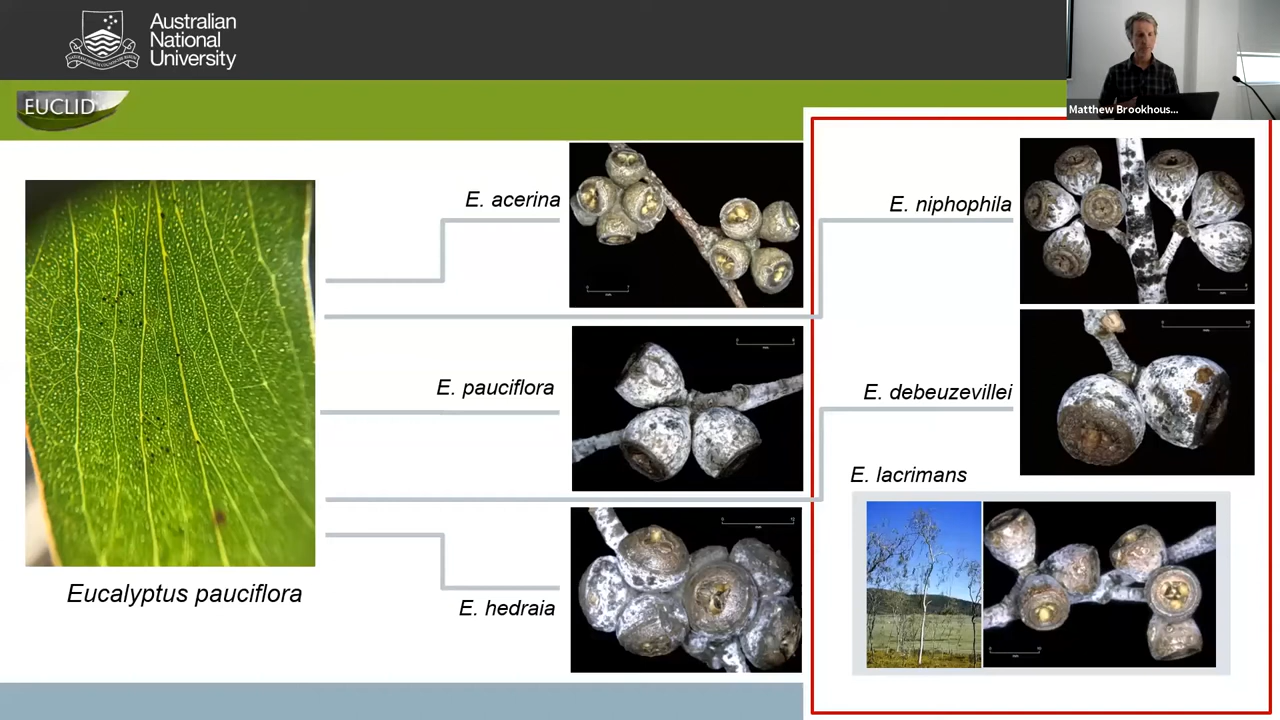 Australian
National
University
EUCLID
Matthew Brookhous...
E. acerina
E. niphophila
E. pauciflora
E. debeuzevillei
E. lacrimans
Eucalyptus pauciflora
E. hedraia